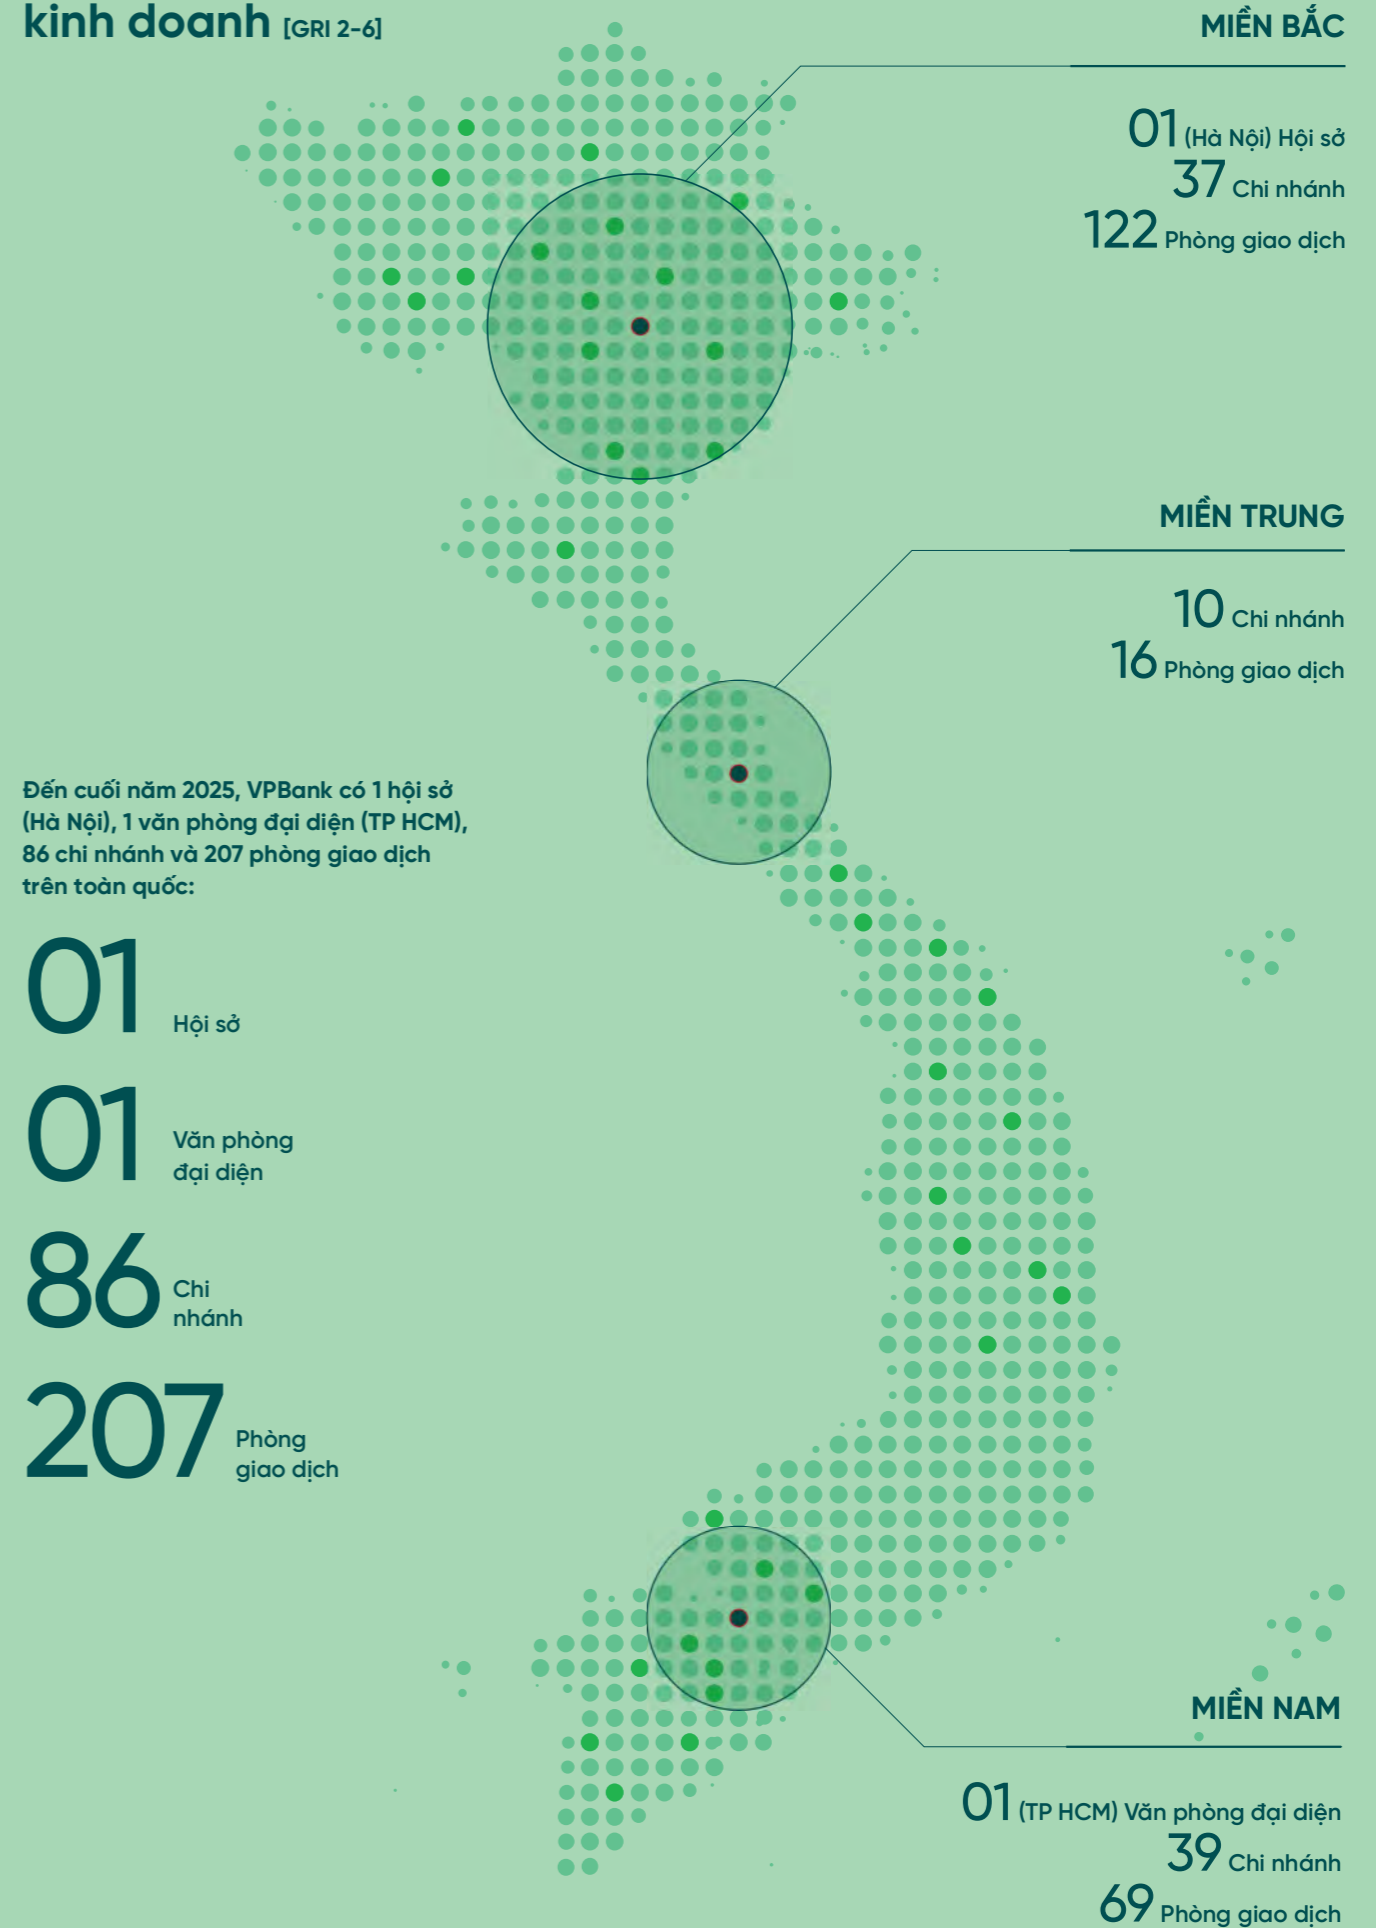 kinh doanh [GRI 2-6]
MIỀN BẮC
01 (Hà Nội) Hội sở
37 Chi nhánh
122 Phòng giao dịch
MIỀN TRUNG
10 Chi nhánh
16 Phòng giao dịch
Đến cuối năm 2025, VPBank có 1 hội sở
(Hà Nội), 1 văn phòng đại diện (TP HCM),
86 chi nhánh và 207 phòng giao dịch
trên toàn quốc:
01 Hội sở
01 Văn phòng
đại diện
86 Chi
nhánh
207 Phòng
giao dịch
MIỀN NAM
01 (TP HCM) Văn phòng đại diện
39 Chi nhánh
69 Phòng giao dịch